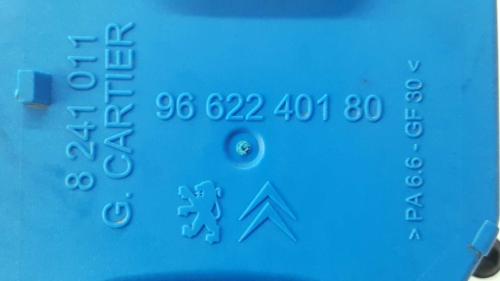 8 241 011
G. CARTIER
96 622 401 80
> PA 6.6 - GF 30 <